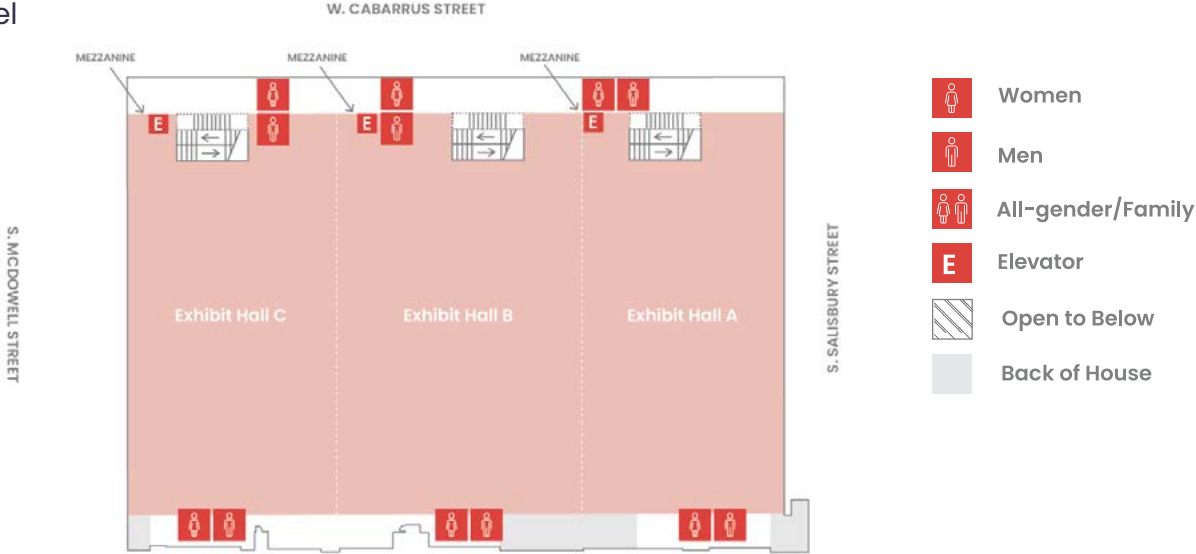 el
W. CABARRUS STREET
MEZZANINE
MEZZANINE
MEZZANINE
E
E
E
S. MCDOWELL STREET
Exhibit Hall C
Exhibit Hall B
Exhibit Hall A
S. SALISBURY STREET
Women
Men
All-gender/Family
E
Elevator
Open to Below
Back of House